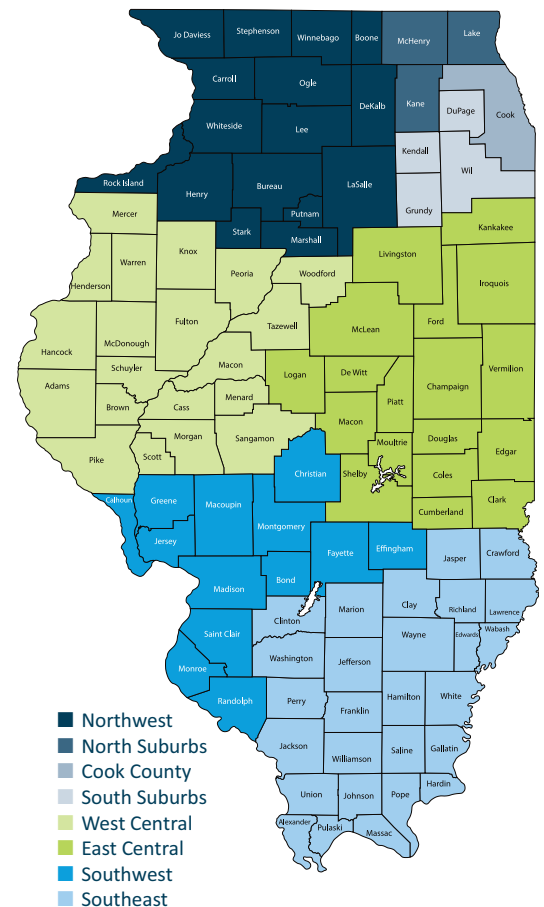 Jo Daviess
Stephenson
Winnebago
Boone
McHenry
Lake
Carroll
Ogle
DeKalb
Kane
DuPage
Cook
Whiteside
Lee
Kendall
Wil
Rock Island
Henry
Bureau
LaSalle
Putnam
Grundy
Mercer
Stark
Marshall
Kankakee
Knox
Warren
Henderson
Peoria
Woodford
Livingston
Iroquois
Fulton
Tazewell
McLean
Ford
Hancock
McDonough
Schuyler
Macon
Logan
De Witt
Vermilion
Adams
Brown
Cass
Menard
Piatt
Champaign
Macon
Morgan
Sangamon
Scott
Pike
Moultrie
Douglas
Edgar
Christian
Shelby
Coles
Calhoun
Greene
Macoupin
Clark
Cumberland
Montgomery
Jersey
Fayette
Effingham
Jasper
Crawford
Madison
Bond
Clinton
Marion
Clay
Richland
Lawrence
Saint Clair
Wayne
Edwards
Wabash
Washington
Jefferson
Monroe
Randolph
Perry
Hamilton
White
Franklin
Jackson
Williamson
Saline
Gallatin
Union
Johnson
Pope
Hardin
Alexander
Pulaski
Massac
Northwest
North Suburbs
Cook County
South Suburbs
West Central
East Central
Southwest
Southeast